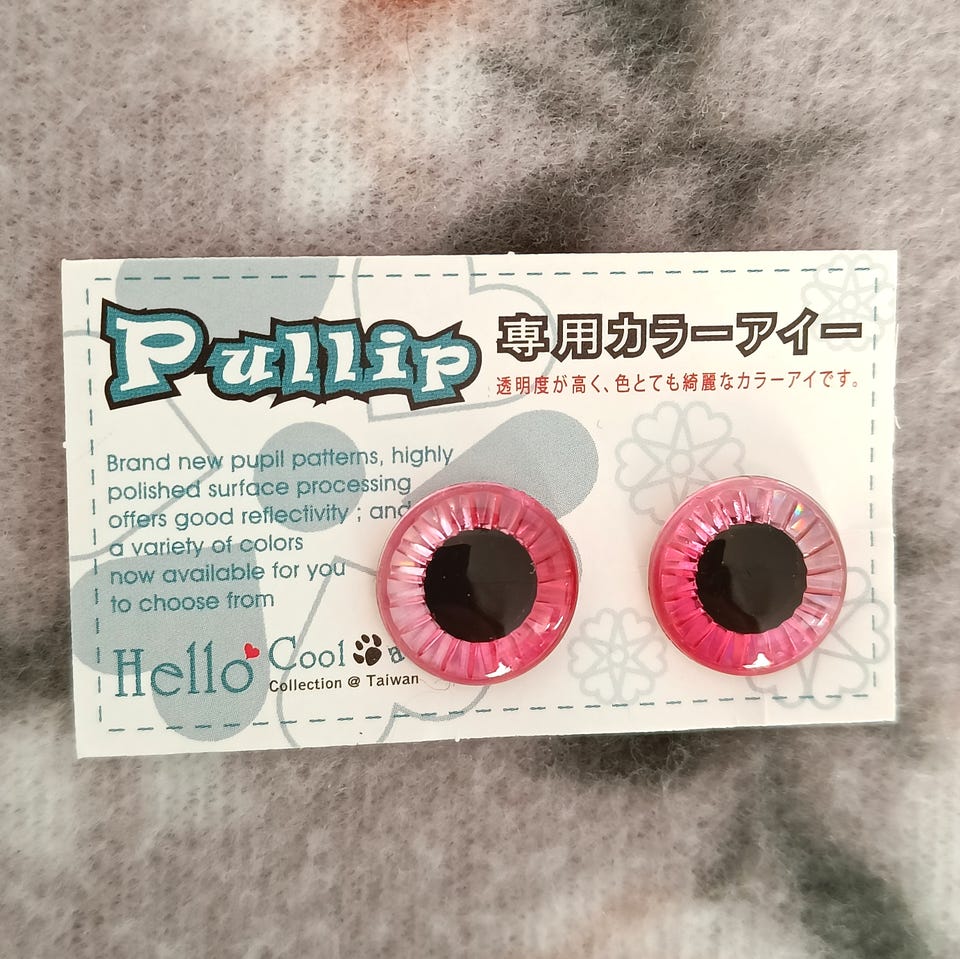 Pullip
専用カラーアイー
透明度が高く、色とても綺麗なカラーアイです。
Brand new pupil patterns, highly
polished surface processing
offers good reflectivity ; and
a variety of colors
now available for you
to choose from
Hello Cool
Collection @ Taiwan